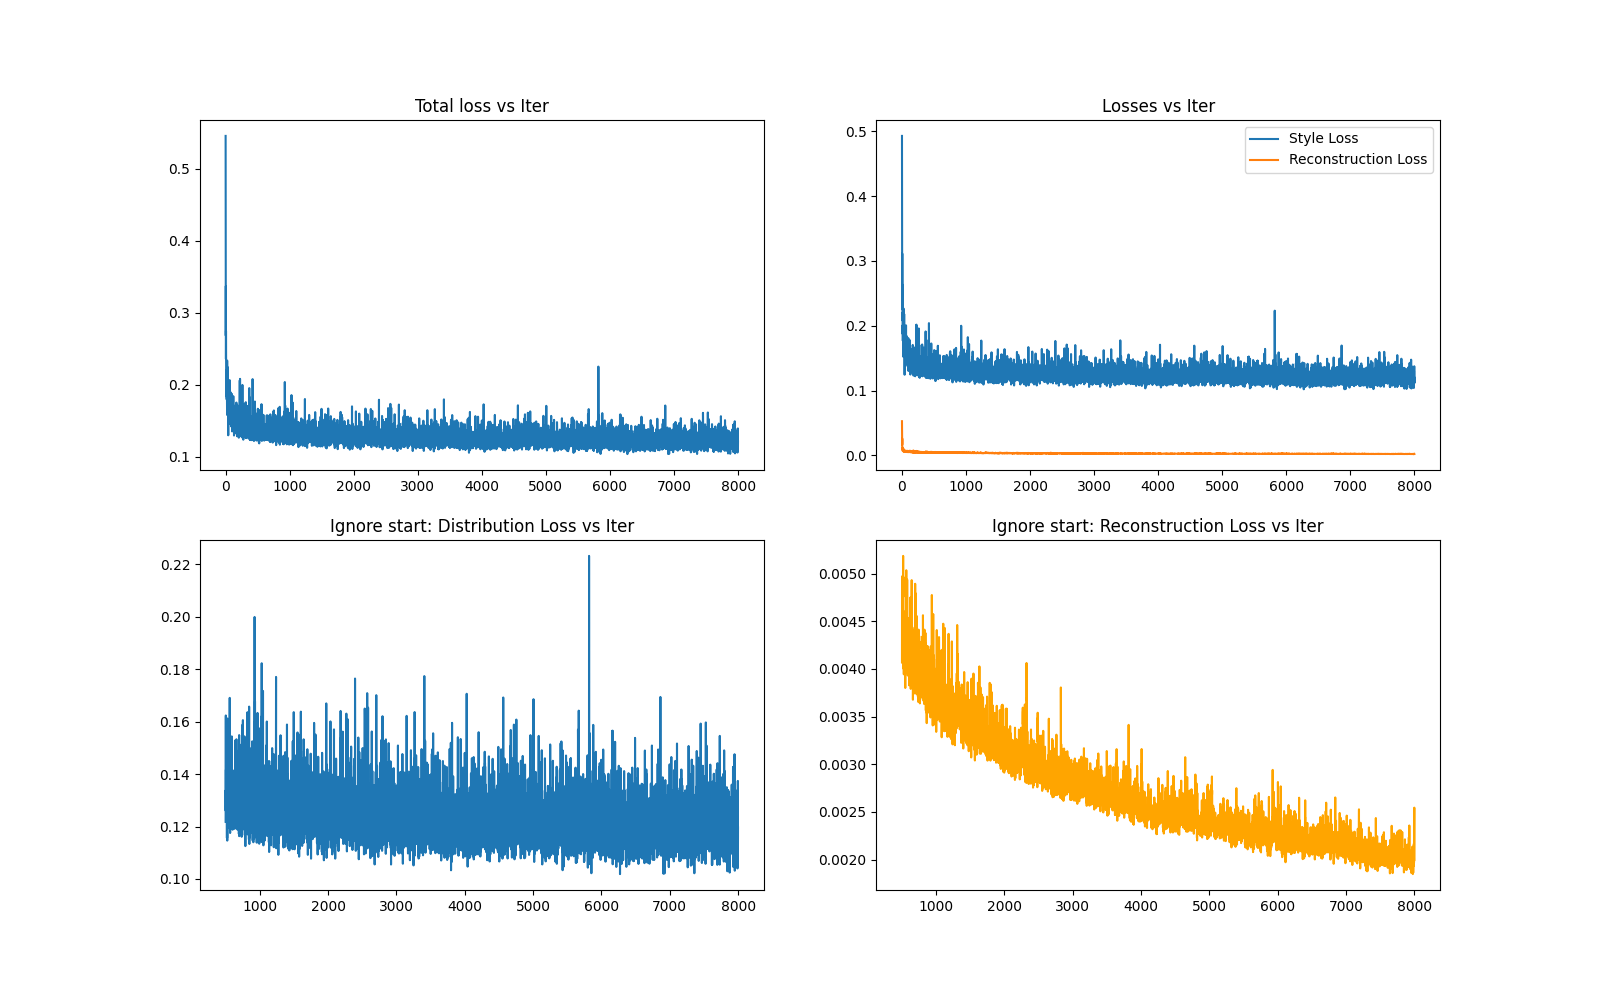 Total loss vs Iter
0.5
0.4
0.3
0.2
0.1
0 1000 2000 3000 4000 5000 6000 7000 8000
Losses vs Iter
Style Loss
Reconstruction Loss
0.5
0.4
0.3
0.2
0.1
0.0
0 1000 2000 3000 4000 5000 6000 7000 8000
Ignore start: Distribution Loss vs Iter
0.22
0.20
0.18
0.16
0.14
0.12
0.10
1000 2000 3000 4000 5000 6000 7000 8000
Ignore start: Reconstruction Loss vs Iter
0.0050
0.0045
0.0040
0.0035
0.0030
0.0025
0.0020
1000 2000 3000 4000 5000 6000 7000 8000